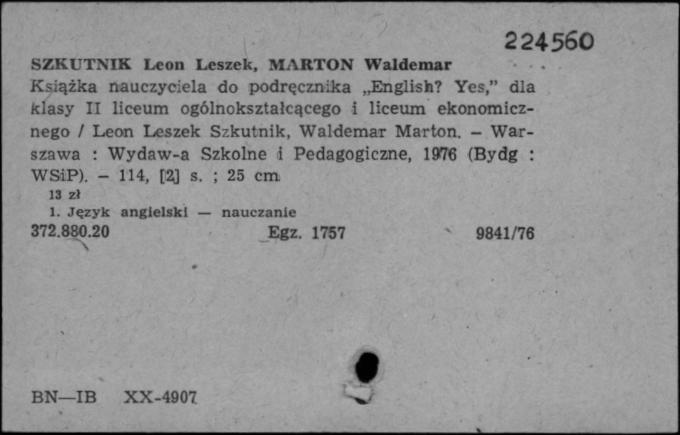 224560
SZKUTNIK Leon Leszek, MARTON Waldemar
Książka nauczyciela do podręcznika „English? Yes,” dla
klasy II liceum ogólnokształcącego i liceum ekonomicz-
nego / Leon Leszek Szkutnik, Waldemar Marton. — War-
szawa : Wydaw-a Szkolne i Pedagogiczne, 1976 (Bydg :
WSiP). — 114, [2] s. ; 25 cm
13 zł
1. Język angielski — nauczanie
372.880.20 Egz. 1757 9841/76
BN—IB XX-4907